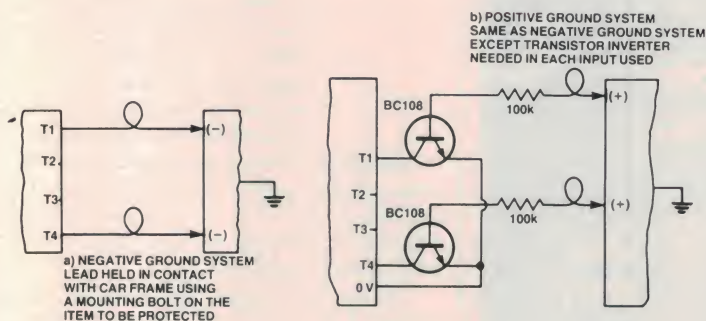 b) POSITIVE GROUND SYSTEM
SAME AS NEGATIVE GROUND SYSTEM
EXCEPT TRANSISTOR INVERTER
NEEDED IN EACH INPUT USED
T1
T2
T3
T4
(−)
(−)
a) NEGATIVE GROUND SYSTEM
LEAD HELD IN CONTACT
WITH CAR FRAME USING
A MOUNTING BOLT ON THE
ITEM TO BE PROTECTED
BC108
100k
(+)
T1
T2
BC108
T3
100k
(+)
T4
0 V